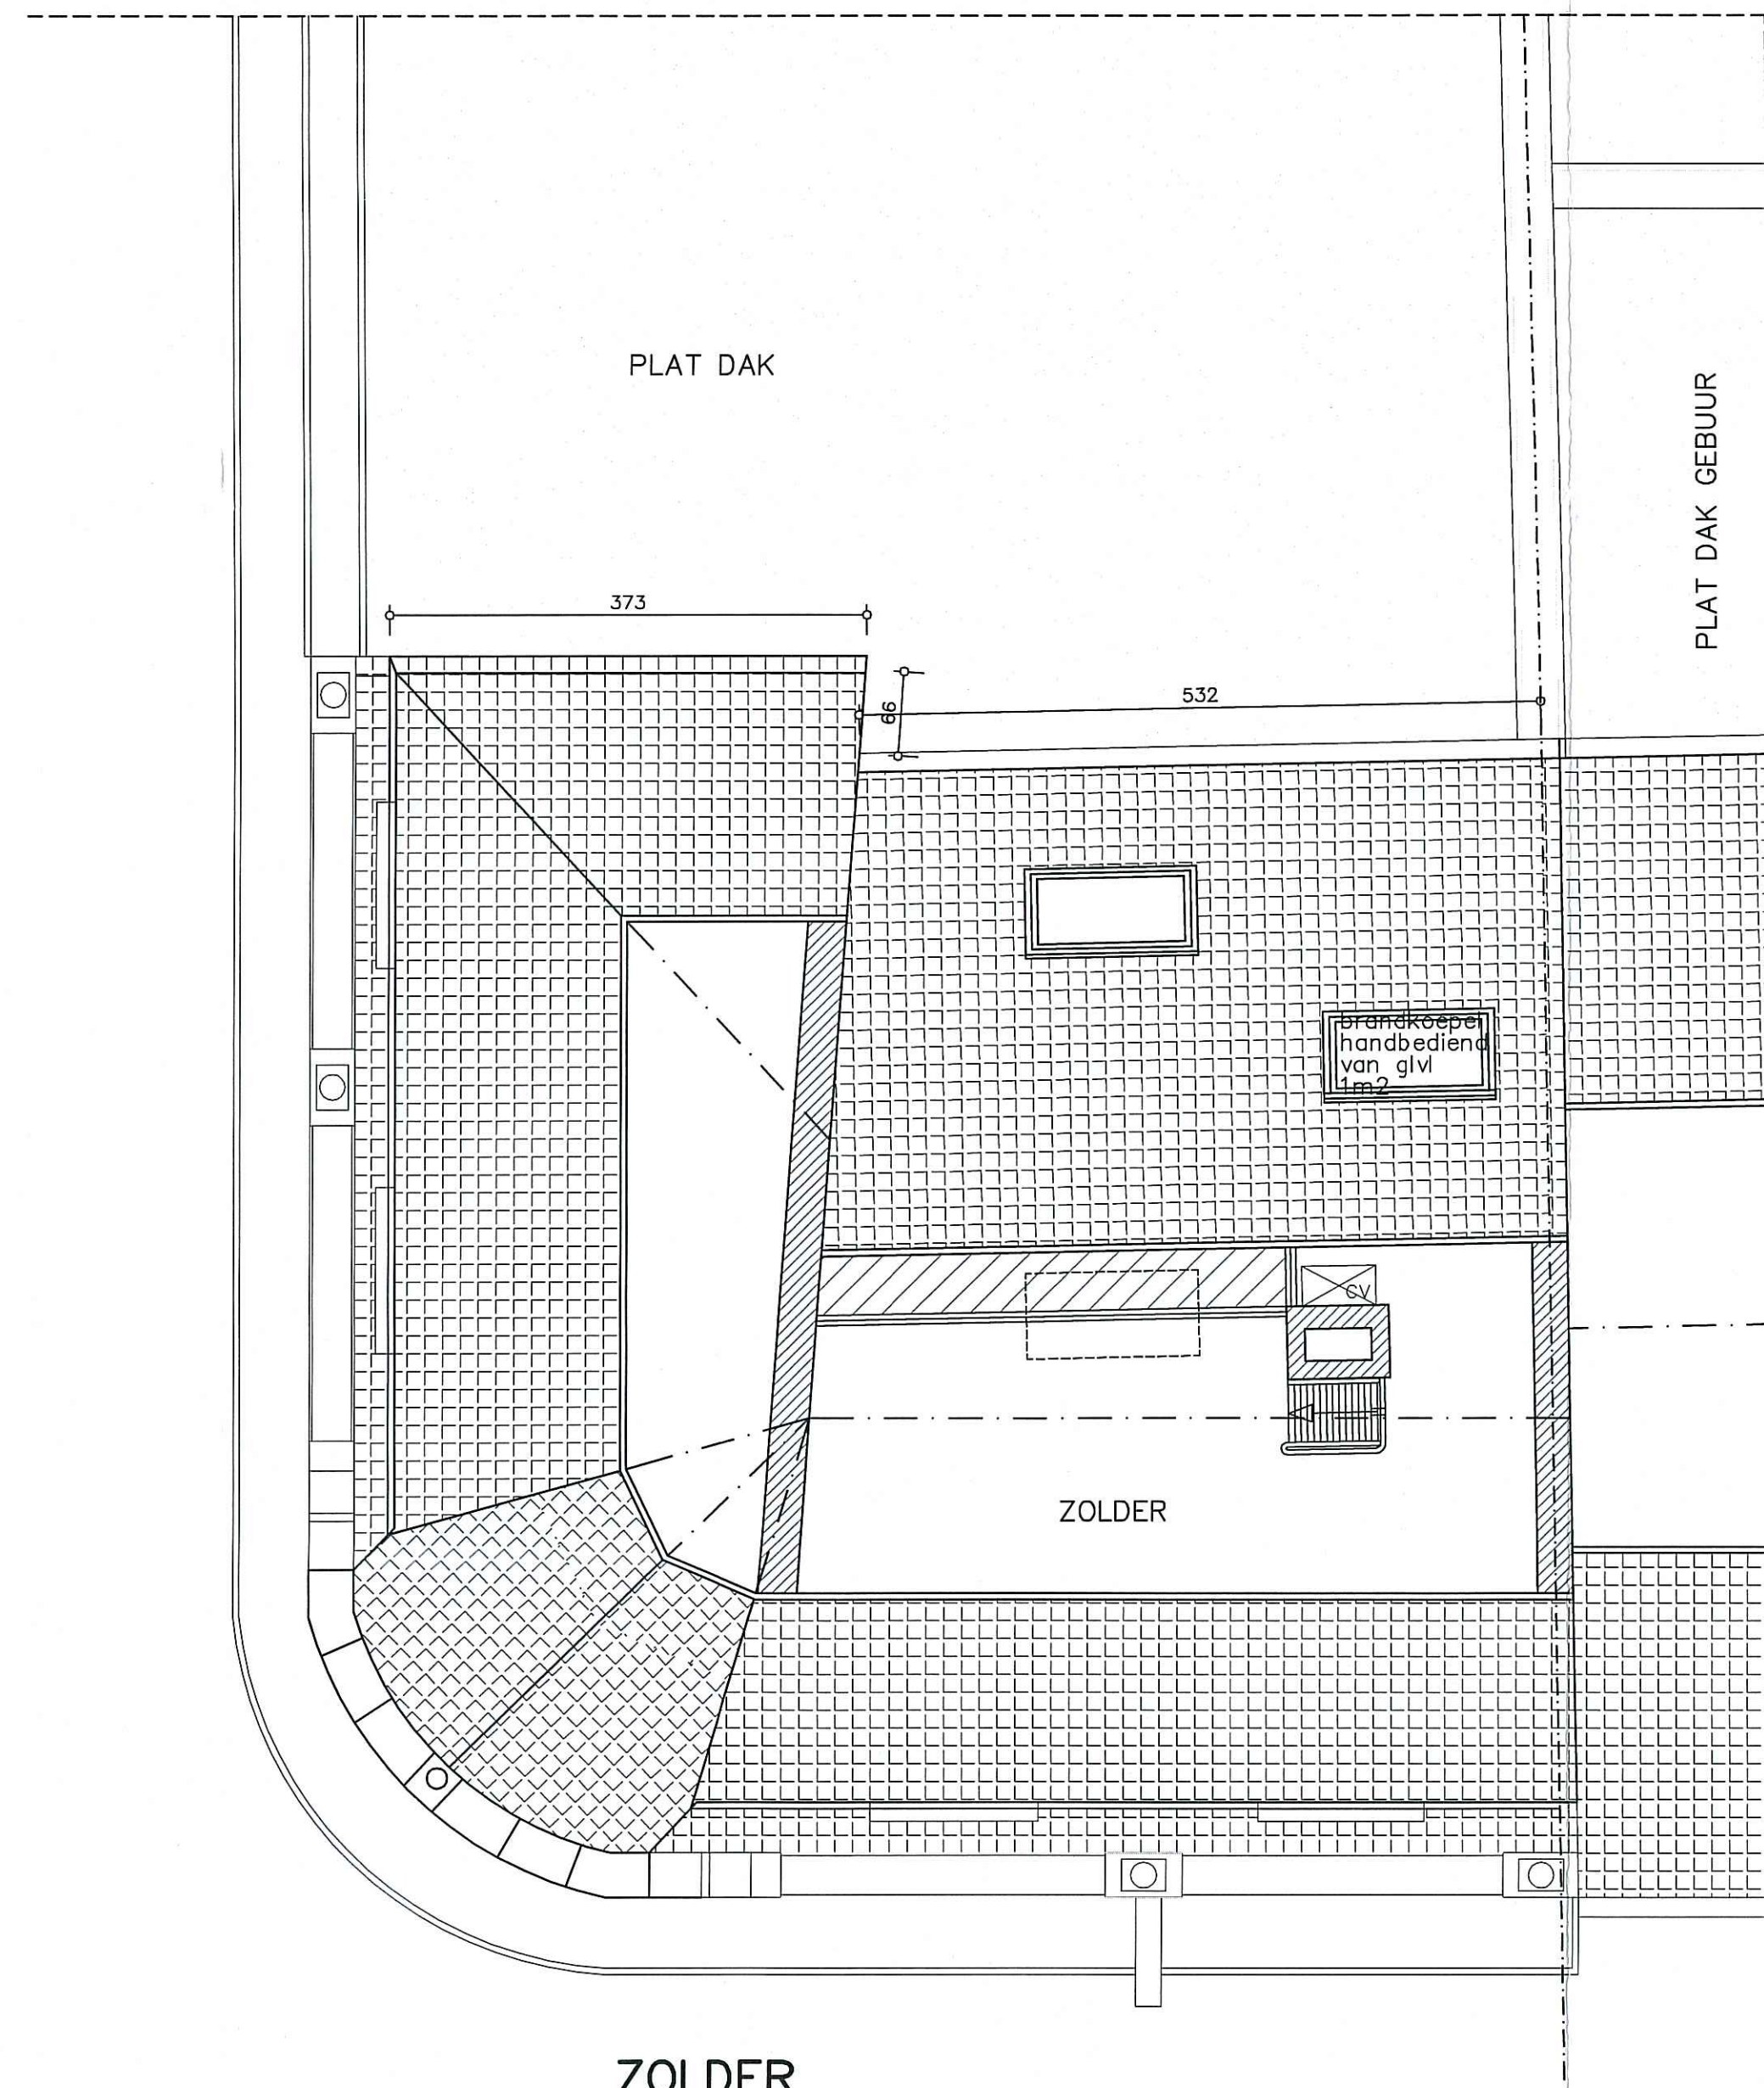 PLAT DAK
PLAT DAK GEBUUR
373
532
66
brandkoepel
handbediend
van glvl
1m2
CV
ZOLDER
ZOLDER